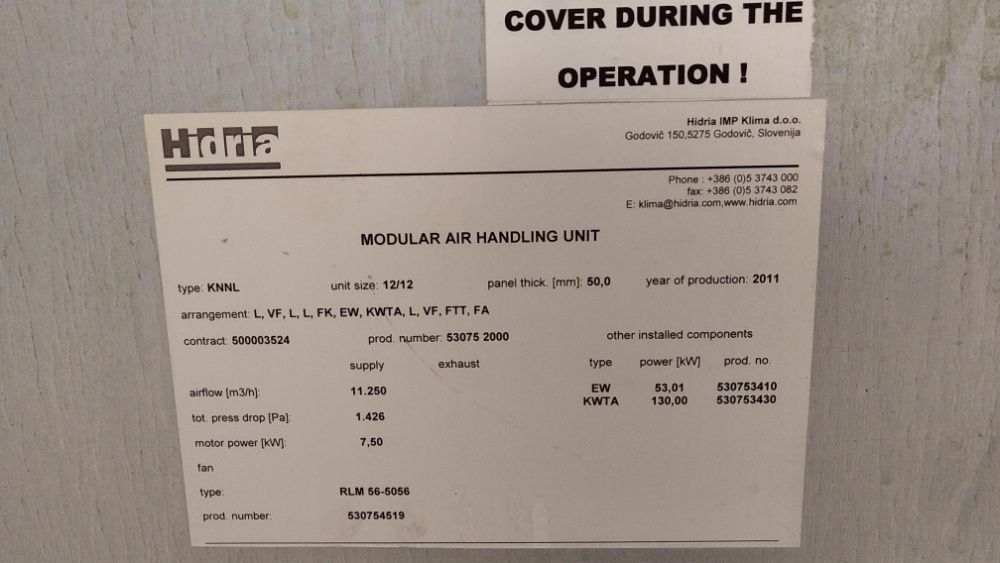 COVER DURING THE
OPERATION !
Hidria
Hidria IMP Klima d.o.o.
Godovič 150,5275 Godovič, Slovenija
Phone : +386 (0)5 3743 000
fax: +386 (0)5 3743 082
E: klima@hidria.com,www.hidria.com
MODULAR AIR HANDLING UNIT
type: KNNL unit size: 12/12 panel thick. [mm]: 50,0 year of production: 2011
arrangement: L, VF, L, L, FK, EW, KWTA, L, VF, FTT, FA
contract: 500003524 prod. number: 53075 2000 other installed components
supply exhaust type power [kW] prod. no.
airflow [m3/h]: 11.250 EW 53,01 530753410
KWTA 130,00 530753430
tot. press drop [Pa]: 1.426
motor power [kW]: 7,50
fan
type: RLM 56-5056
prod. number: 530754519